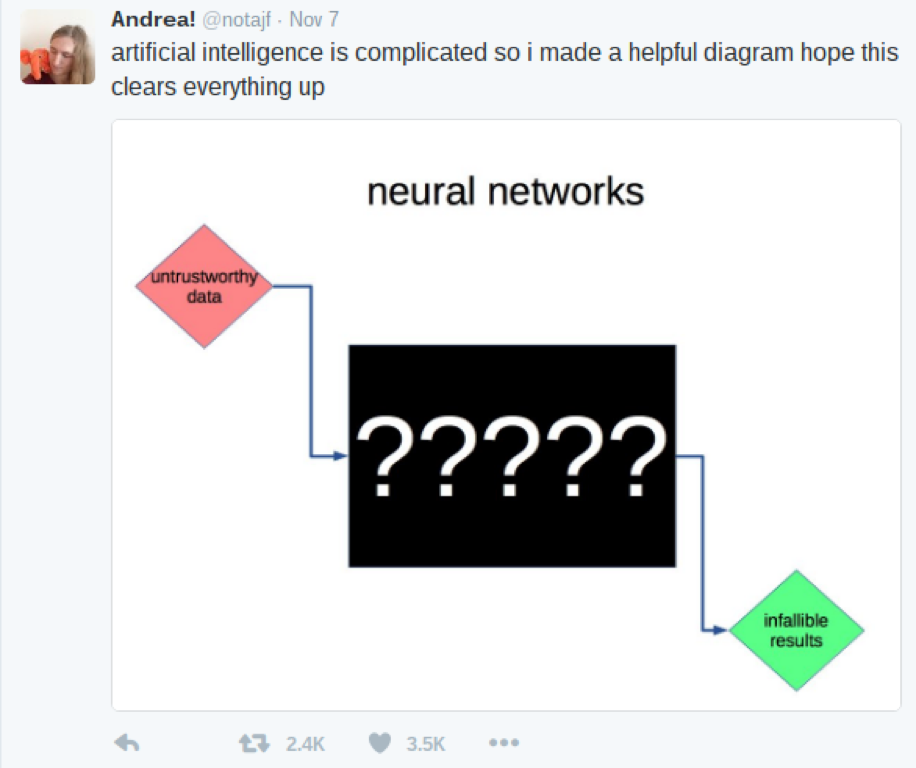 Andrea! @notajf · Nov 7
artificial intelligence is complicated so i made a helpful diagram hope this
clears everything up
neural networks
untrustworthy
data
?????
infallible
results
2.4K 3.5K